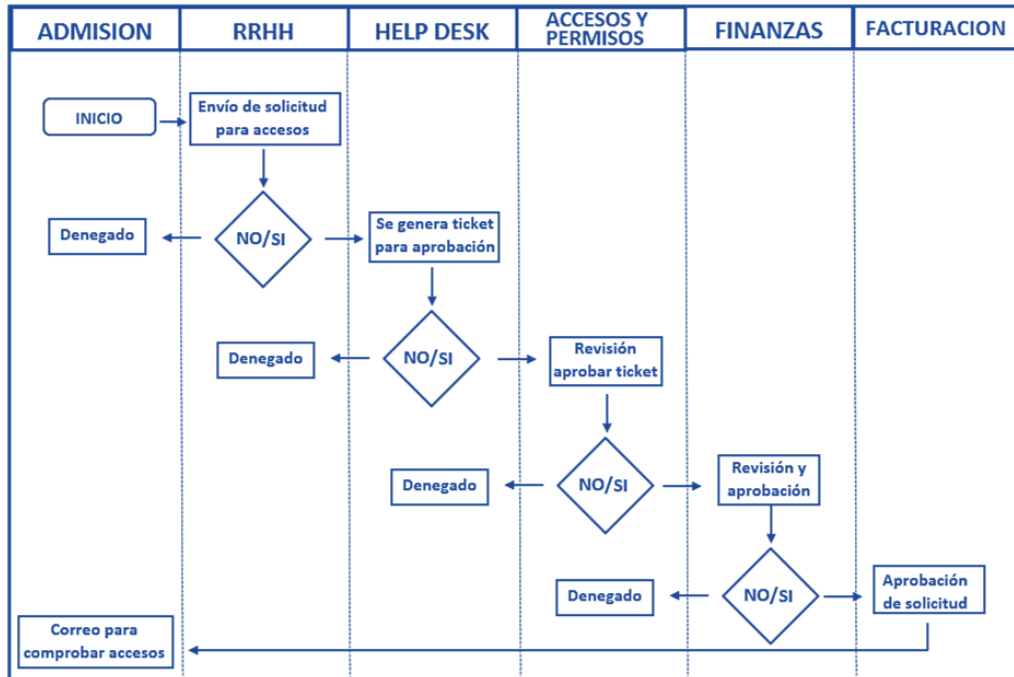 ADMISION
RRHH
HELP DESK
ACCESOS Y
PERMISOS
FINANZAS
FACTURACION
INICIO
Envío de solicitud
para accesos
Denegado
NO/SI
Se genera ticket
para aprobación
Denegado
NO/SI
Revisión
aprobar ticket
Denegado
NO/SI
Revisión y
aprobación
Denegado
NO/SI
Aprobación
de solicitud
Correo para
comprobar accesos